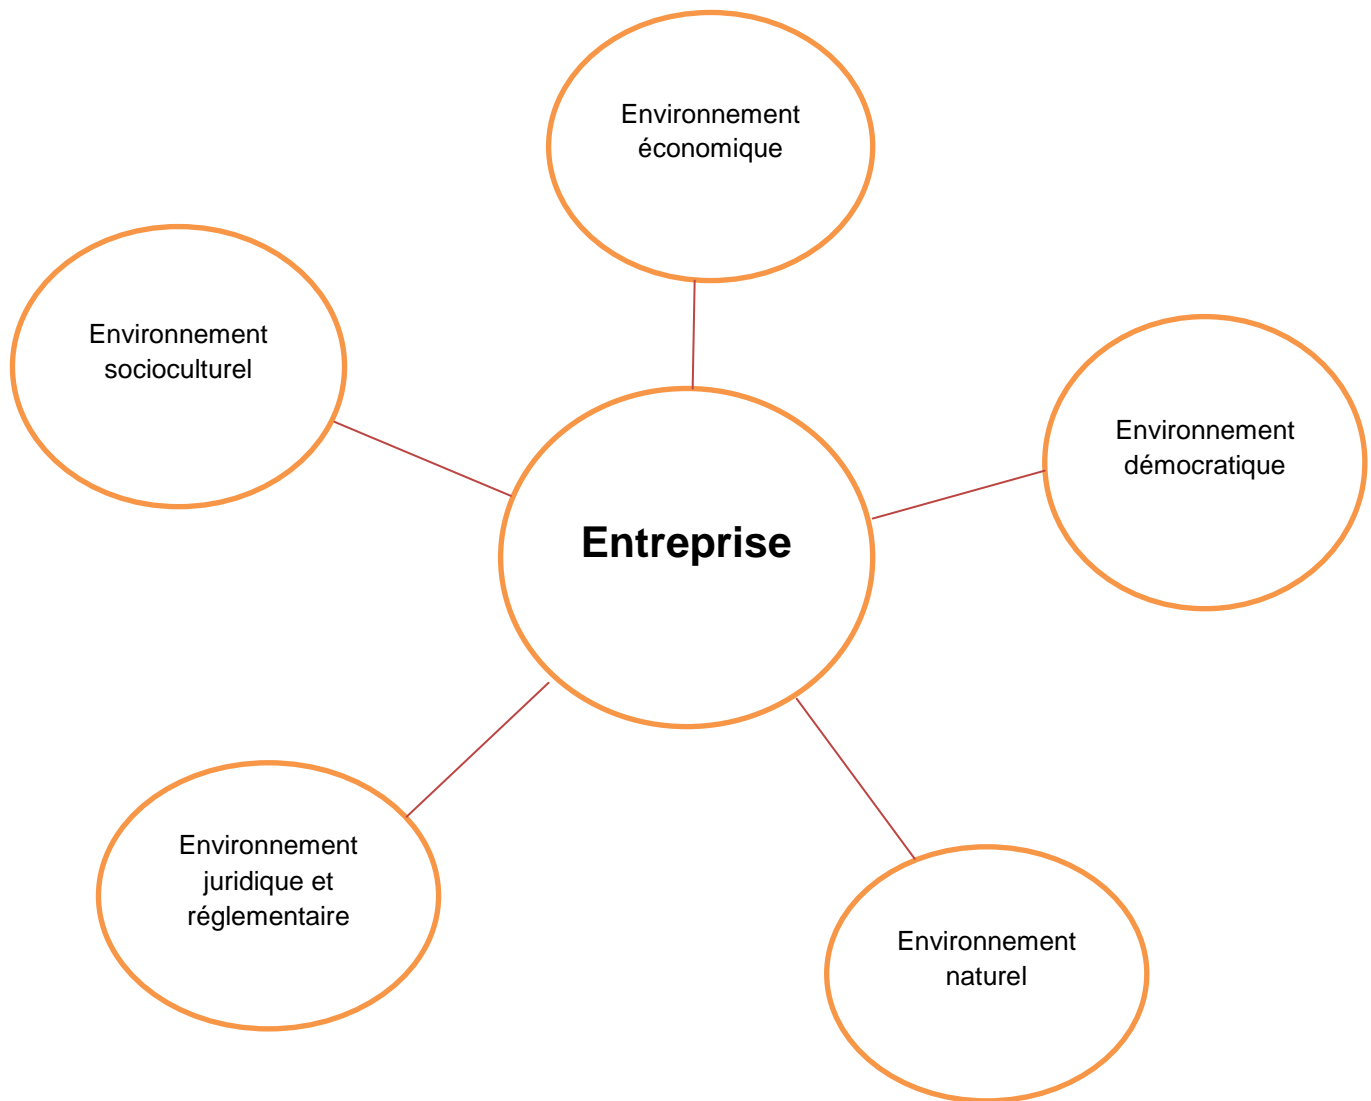 Environnement
économique
Environnement
socioculturel
Environnement
démocratique
Entreprise
Environnement
juridique et
réglementaire
Environnement
naturel